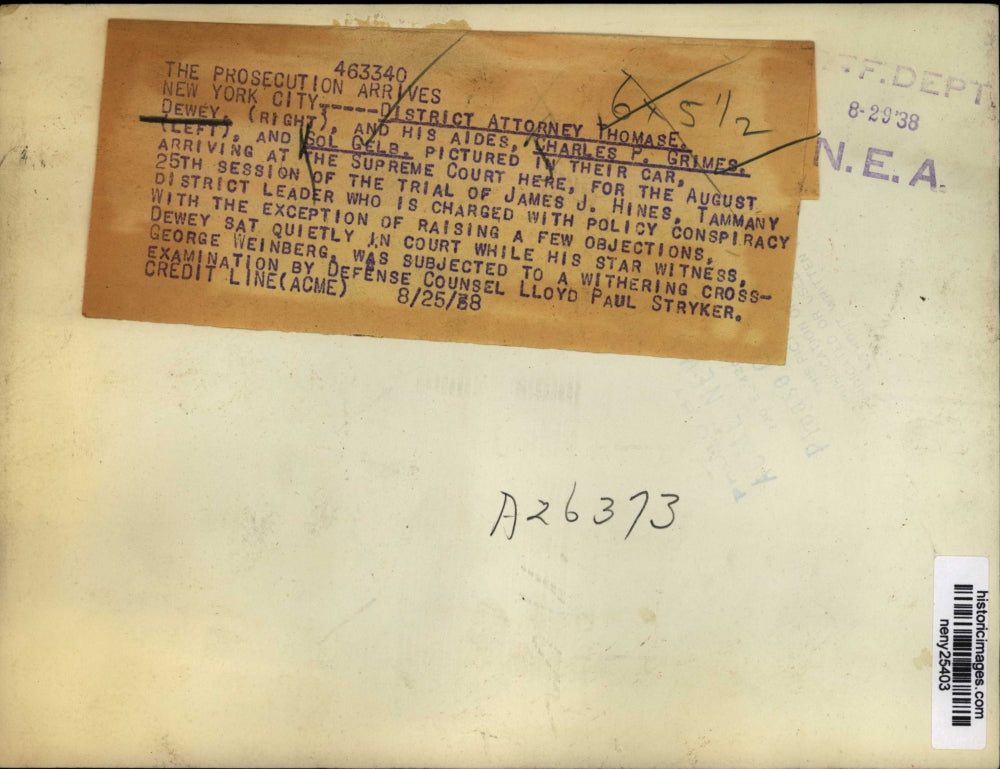 463340
THE PROSECUTION ARRIVES
NEW YORK CITY-----DISTRICT ATTORNEY THOMASE.
DEWEY (RIGHT), AND HIS AIDES, CHARLES P. GRIMES,
(LEFT), AND SOL GELB. PICTURED IN THEIR CAR,
ARRIVING AT THE SUPREME COURT HERE, FOR THE AUGUST
25TH SESSION OF THE TRIAL OF JAMES J. HINES, TAMMANY
DISTRICT LEADER WHO IS CHARGED WITH POLICY CONSPIRACY
WITH THE EXCEPTION OF RAISING A FEW OBJECTIONS,
DEWEY SAT QUIETLY IN COURT WHILE HIS STAR WITNESS,
GEORGE WEINBERG, WAS SUBJECTED TO A WITHERING CROSS-
EXAMINATION BY DEFENSE COUNSEL LLOYD PAUL STRYKER.
CREDIT LINE(ACME) 8/25/38
6 X 5 1/2
F. DEPT.
8-29 '38
N. E. A.
A26373
historicimages.com
neny25403